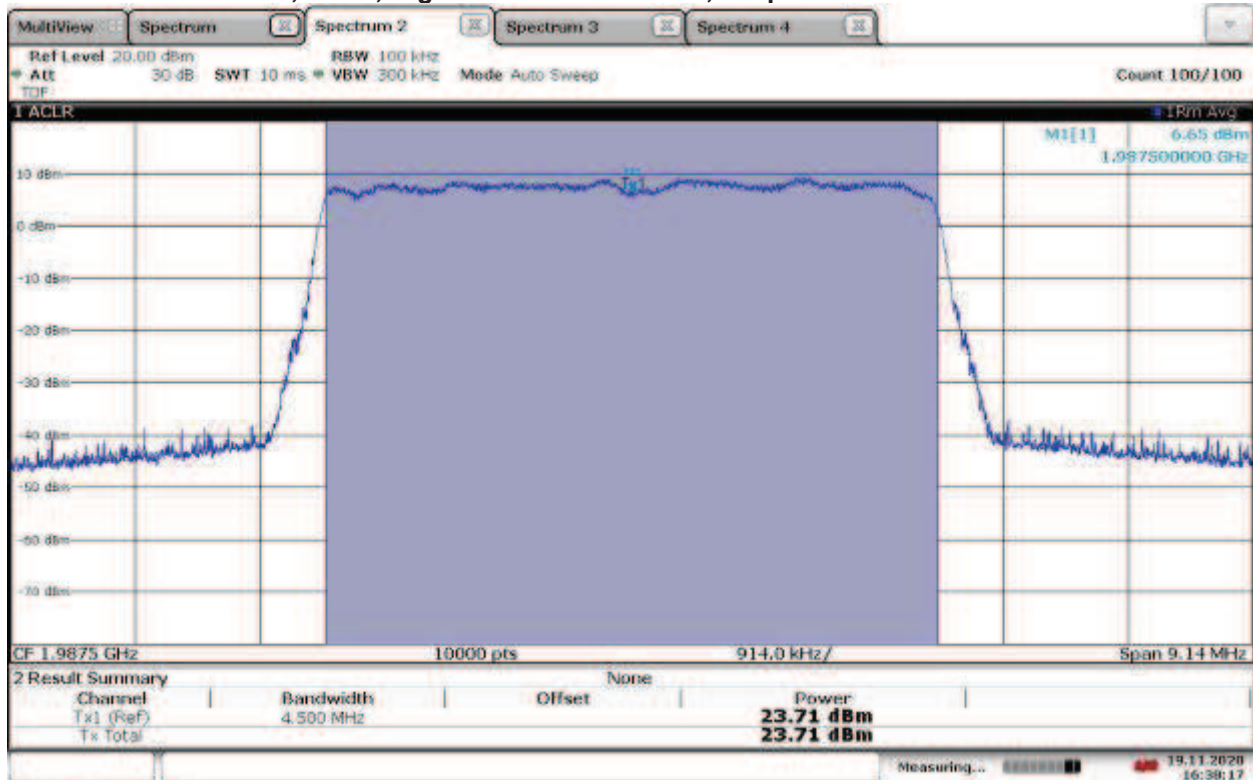 MultiView Spectrum Spectrum 2 Spectrum 3 Spectrum 4
Ref Level 20.00 dBm RBW 100 kHz
Att 30 dB SWT 10 ms VBW 300 kHz Mode Auto Sweep Count 100/100
TDF
1 ACLR 1Rm Avg
M1[1] 6.65 dBm
1.987500000 GHz
10 dBm
Tx1
0 dBm
-10 dBm
-20 dBm
-30 dBm
-40 dBm
-50 dBm
-60 dBm
-70 dBm
CF 1.9875 GHz 10000 pts 914.0 kHz/ Span 9.14 MHz
2 Result Summary None
Channel Bandwidth Offset Power
Tx1 (Ref) 4.500 MHz 23.71 dBm
Tx Total 23.71 dBm
Measuring... 19.11.2020
16:38:17